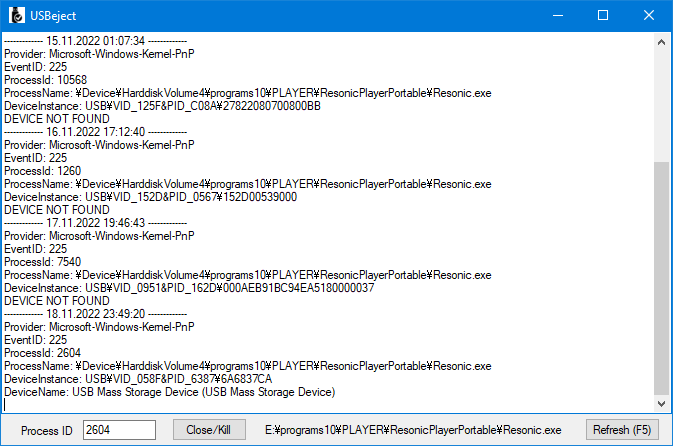 USBeject
------------- 15.11.2022 01:07:34 -------------
Provider: Microsoft-Windows-Kernel-PnP
EventID: 225
ProcessId: 10568
ProcessName: ¥Device¥HarddiskVolume4¥programs10¥PLAYER¥ResonicPlayerPortable¥Resonic.exe
DeviceInstance: USB¥VID_125F&PID_C08A¥27822080700800BB
DEVICE NOT FOUND
------------- 16.11.2022 17:12:40 -------------
Provider: Microsoft-Windows-Kernel-PnP
EventID: 225
ProcessId: 1260
ProcessName: ¥Device¥HarddiskVolume4¥programs10¥PLAYER¥ResonicPlayerPortable¥Resonic.exe
DeviceInstance: USB¥VID_152D&PID_0567¥152D00539000
DEVICE NOT FOUND
------------- 17.11.2022 19:46:43 -------------
Provider: Microsoft-Windows-Kernel-PnP
EventID: 225
ProcessId: 7540
ProcessName: ¥Device¥HarddiskVolume4¥programs10¥PLAYER¥ResonicPlayerPortable¥Resonic.exe
DeviceInstance: USB¥VID_0951&PID_162D¥000AEB91BC94EA5180000037
DEVICE NOT FOUND
------------- 18.11.2022 23:49:20 -------------
Provider: Microsoft-Windows-Kernel-PnP
EventID: 225
ProcessId: 2604
ProcessName: ¥Device¥HarddiskVolume4¥programs10¥PLAYER¥ResonicPlayerPortable¥Resonic.exe
DeviceInstance: USB¥VID_058F&PID_6387¥6A6837CA
DeviceName: USB Mass Storage Device (USB Mass Storage Device)
Process ID 2604 Close/Kill E:¥programs10¥PLAYER¥ResonicPlayerPortable¥Resonic.exe Refresh (F5)